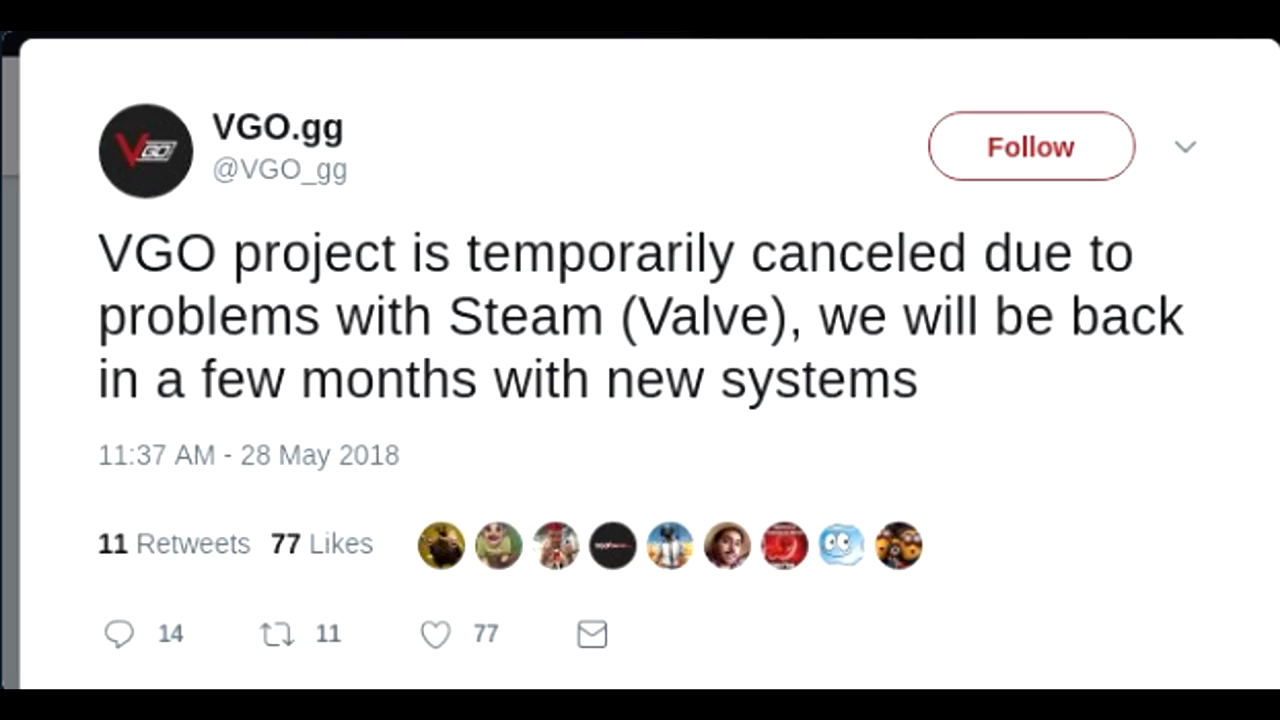 VGO
VGO.gg
@VGO_gg
Follow
VGO project is temporarily canceled due to
problems with Steam (Valve), we will be back
in a few months with new systems
11:37 AM - 28 May 2018
11 Retweets 77 Likes
14 11 77